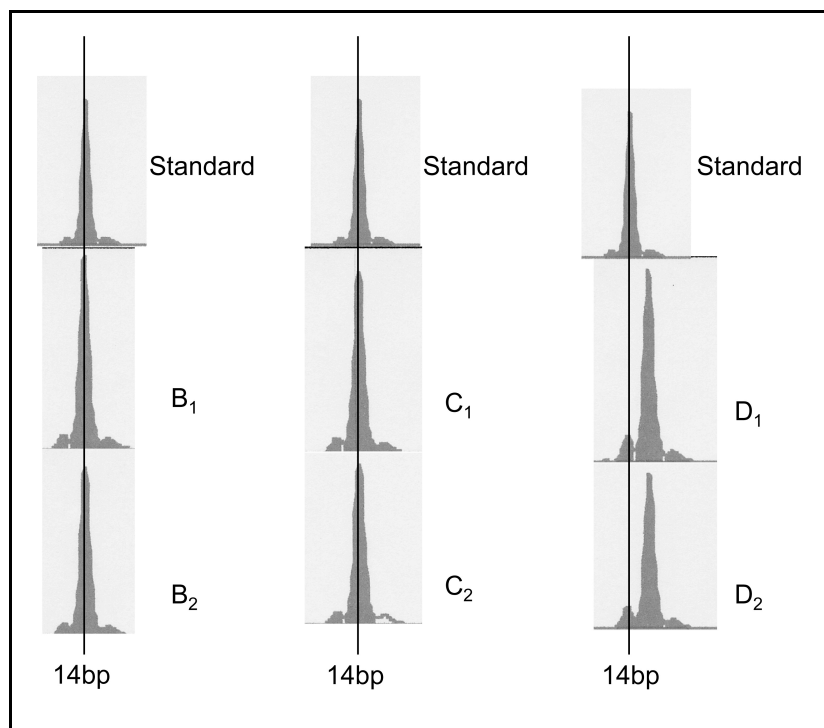 Standard
Standard
Standard
B₁
C₁
D₁
B₂
C₂
D₂
14bp
14bp
14bp